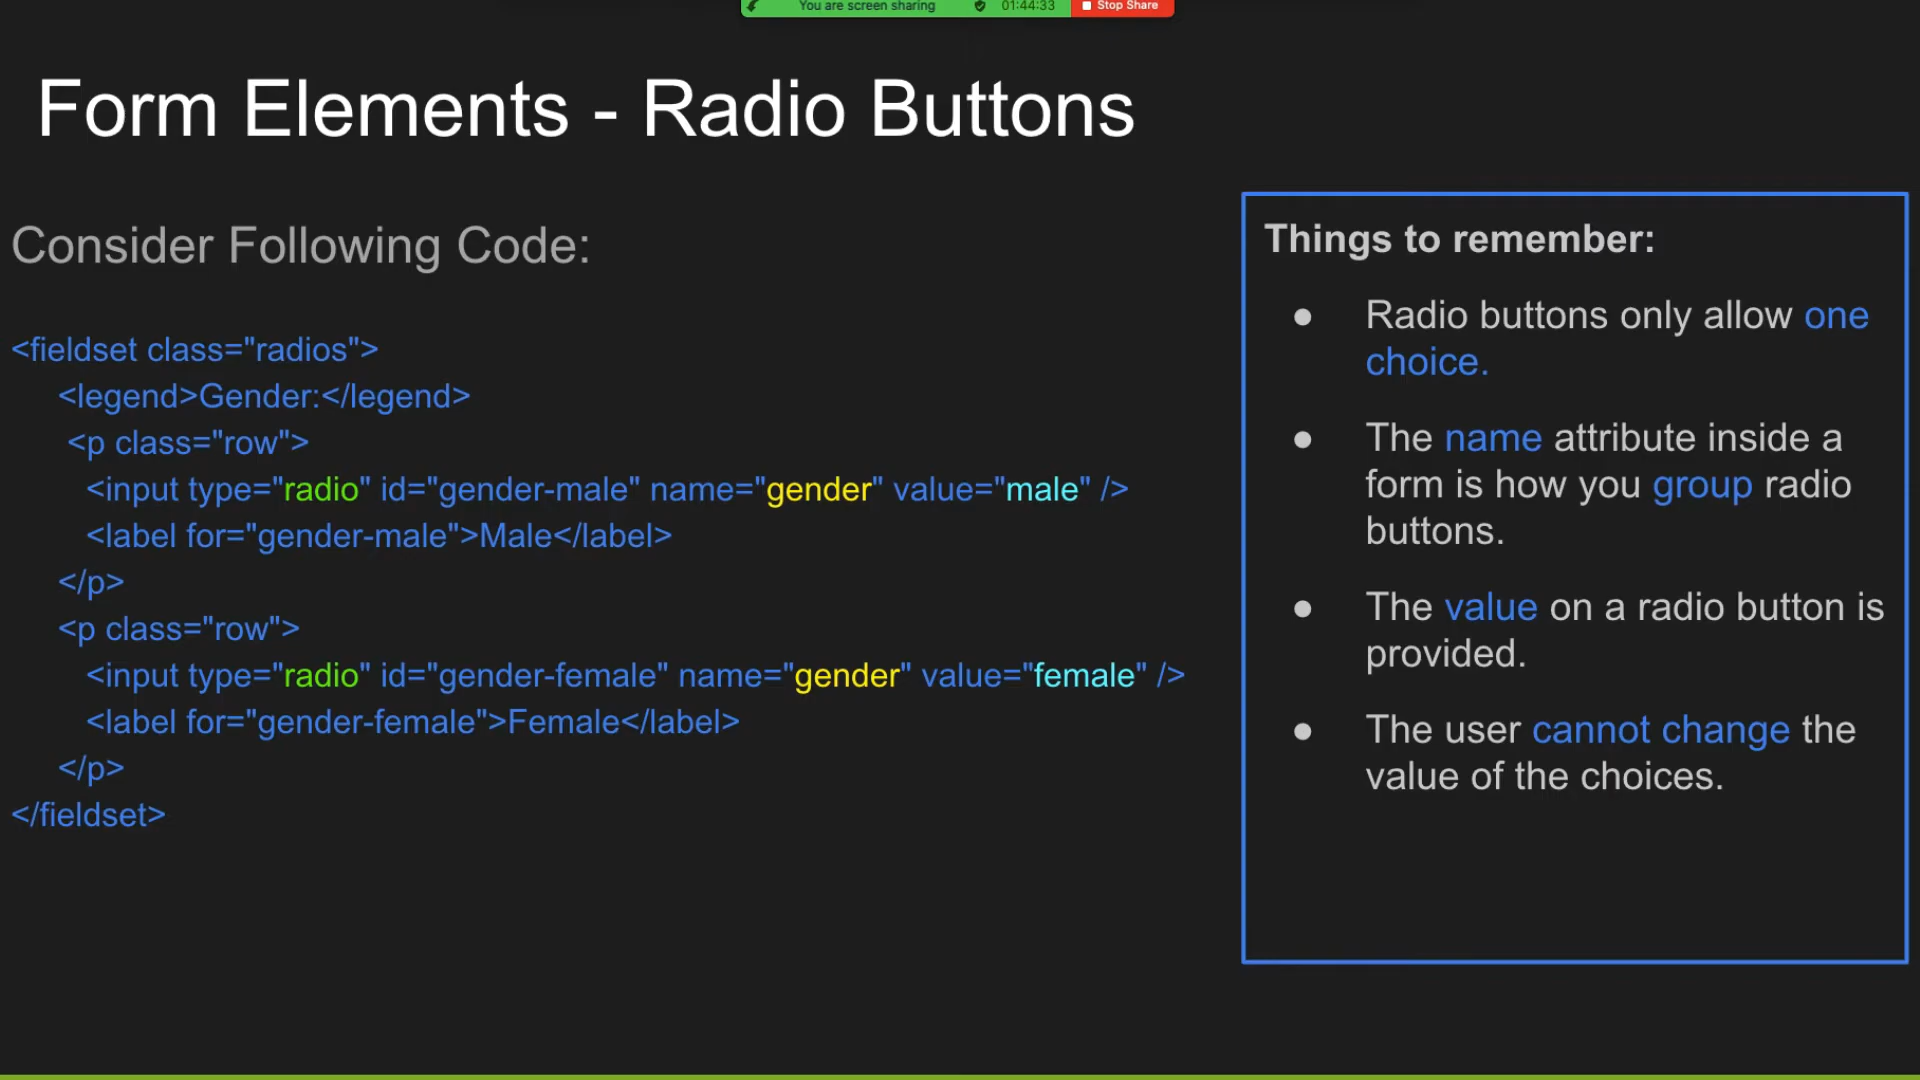 You are screen sharing 01:44:33 Stop Share
Form Elements - Radio Buttons
Consider Following Code:
<fieldset class="radios">
<legend>Gender:</legend>
<p class="row">
<input type="radio" id="gender-male" name="gender" value="male" />
<label for="gender-male">Male</label>
</p>
<p class="row">
<input type="radio" id="gender-female" name="gender" value="female" />
<label for="gender-female">Female</label>
</p>
</fieldset>
Things to remember:
● Radio buttons only allow one
choice.
● The name attribute inside a
form is how you group radio
buttons.
● The value on a radio button is
provided.
● The user cannot change the
value of the choices.